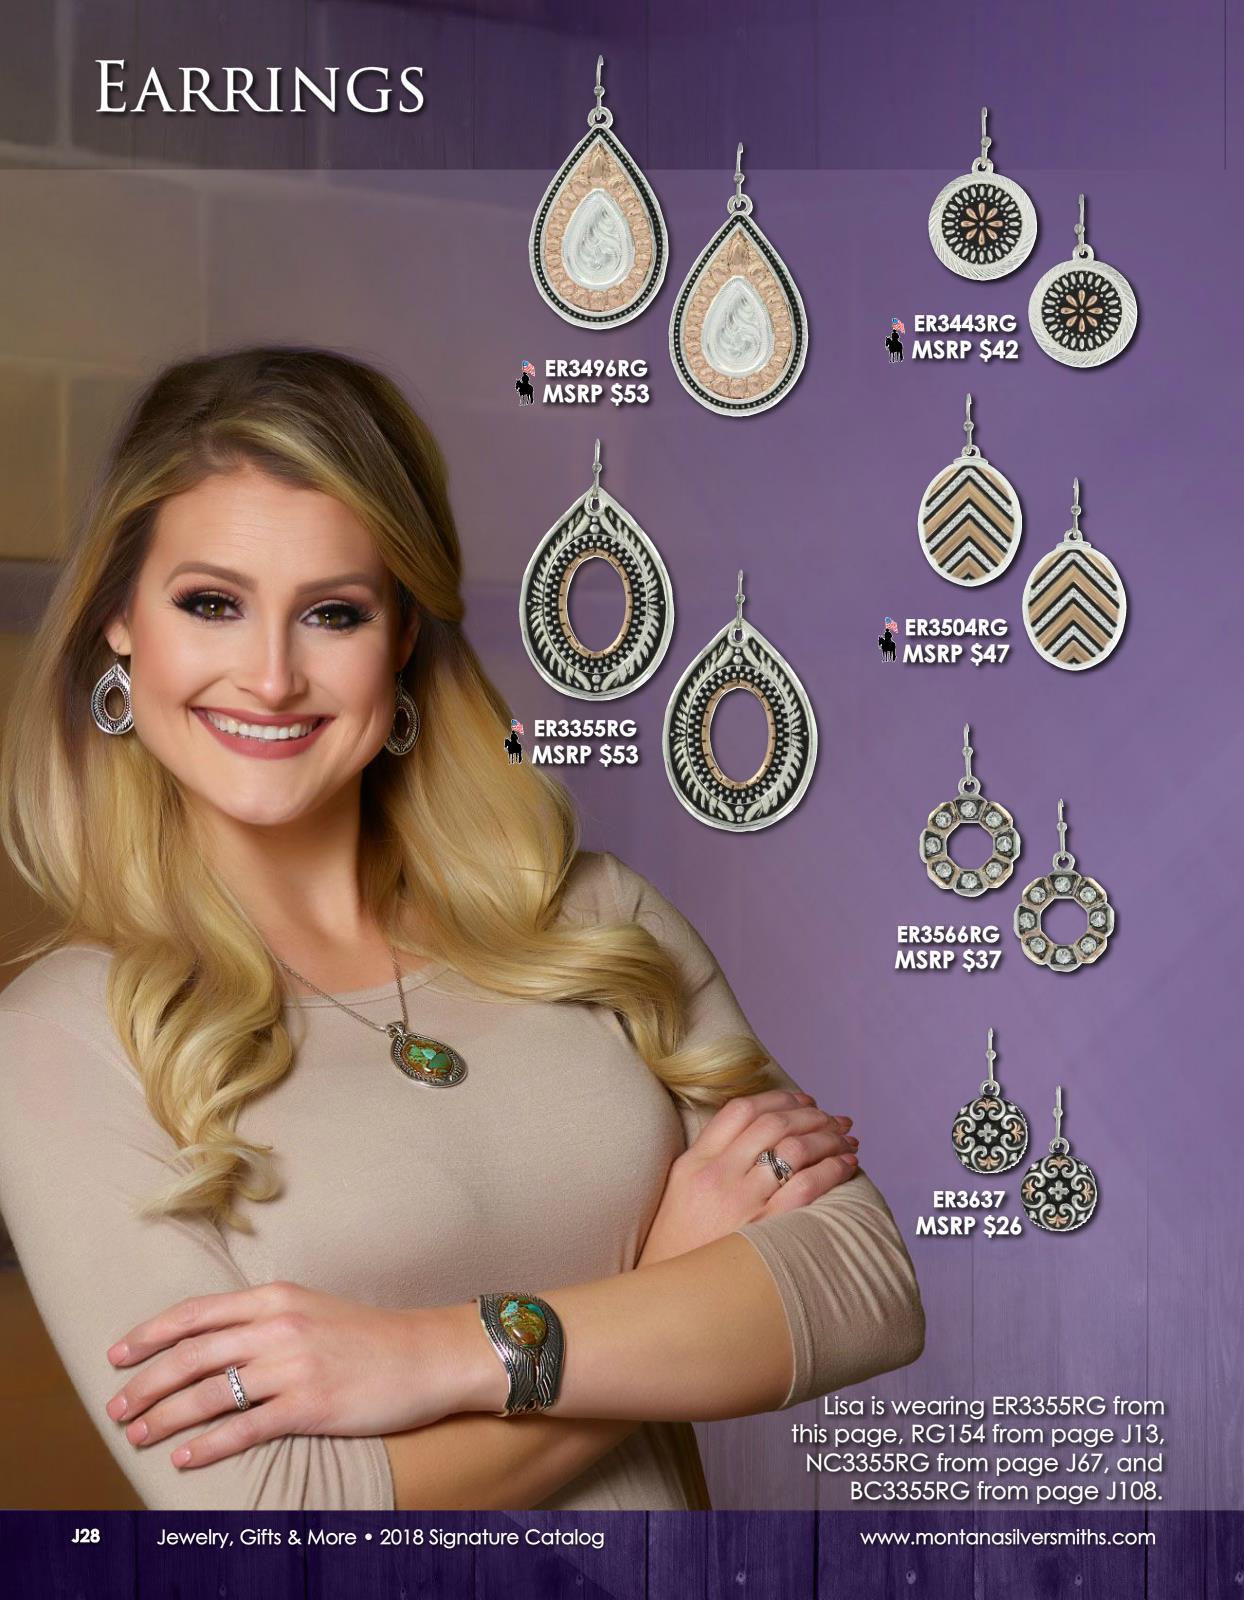 EARRINGS
ER3496RG
MSRP $53
ER3443RG
MSRP $42
ER3355RG
MSRP $53
ER3504RG
MSRP $47
ER3566RG
MSRP $37
ER3637
MSRP $26
Lisa is wearing ER3355RG from
this page, RG154 from page J13,
NC3355RG from page J67, and
BC3355RG from page J108.
J28 Jewelry, Gifts & More • 2018 Signature Catalog www.montanasilversmiths.com